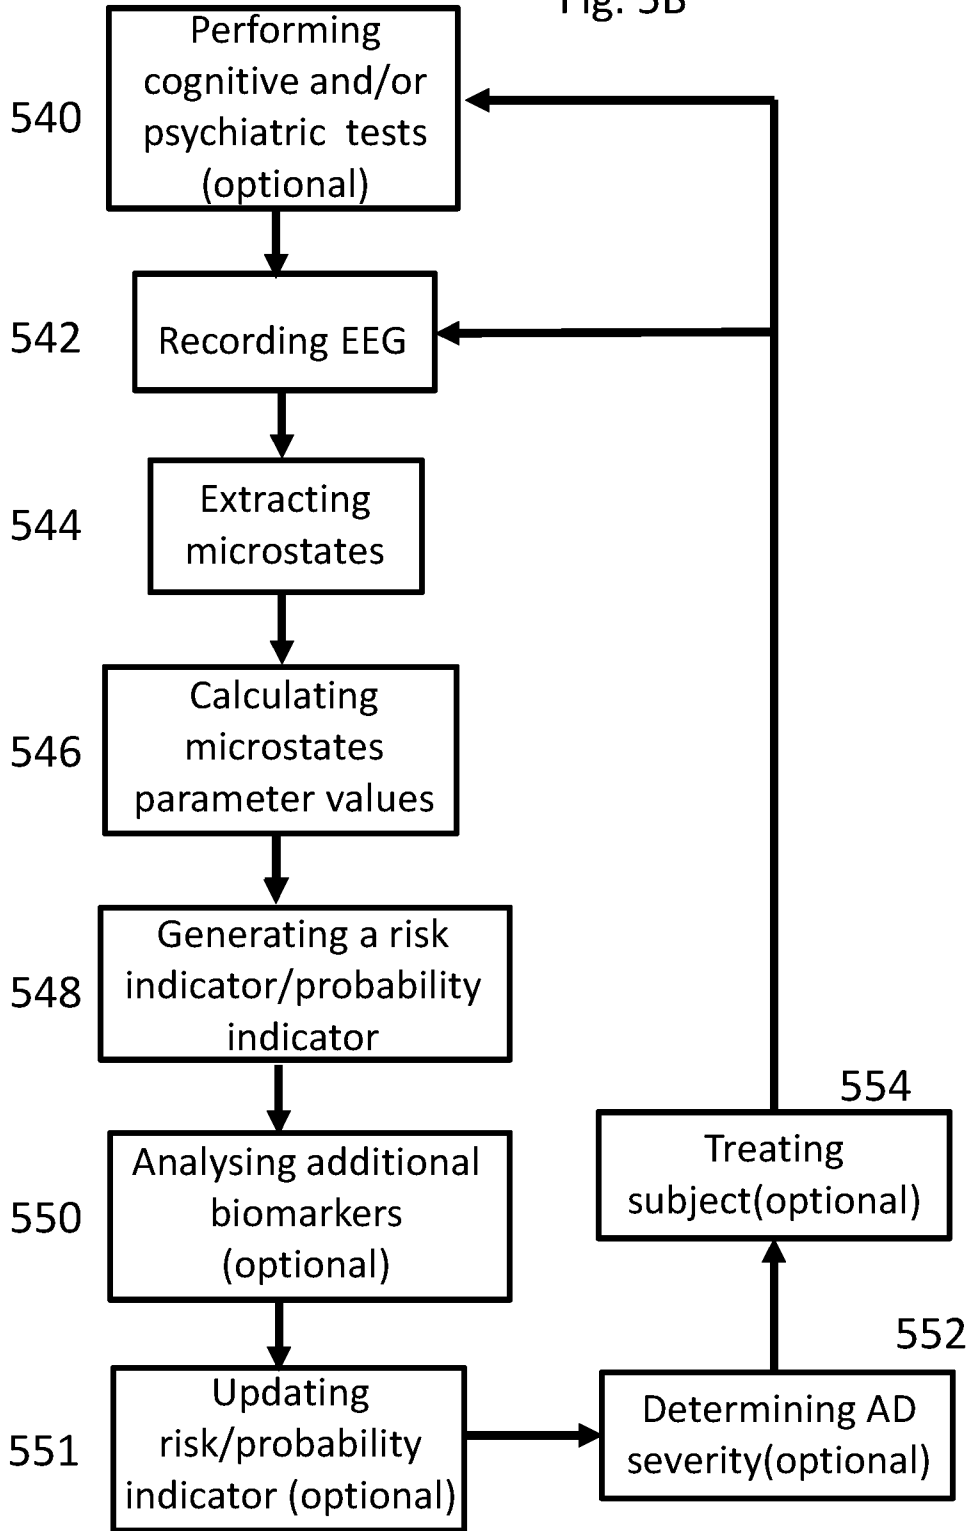 Fig. 5B
Performing
cognitive and/or
psychiatric tests
(optional)
540
Recording EEG
542
Extracting
microstates
544
Calculating
microstates
parameter values
546
Generating a risk
indicator/probability
indicator
548
Analysing additional
biomarkers
(optional)
550
Updating
risk/probability
indicator (optional)
551
552
Determining AD
severity(optional)
554
Treating
subject(optional)